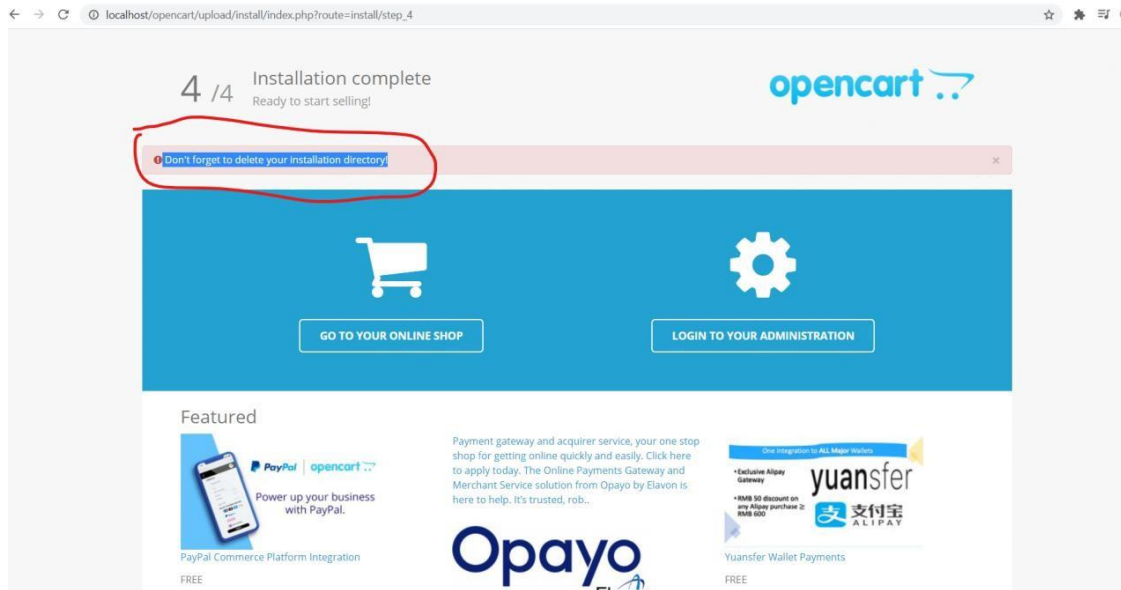 localhost/opencart/upload/install/index.php?route=install/step_4
4 /4
Installation complete
Ready to start selling!
opencart
Don't forget to delete your installation directory!
×
GO TO YOUR ONLINE SHOP
LOGIN TO YOUR ADMINISTRATION
Featured
PayPal | opencart
Power up your business
with PayPal.
PayPal Commerce Platform Integration
FREE
Payment gateway and acquirer service, your one stop
shop for getting online quickly and easily. Click here
to apply today. The Online Payments Gateway and
Merchant Service solution from Opayo by Elavon is
here to help. It's trusted, rob..
Opayo
One integration to ALL Major Wallets
•Exclusive Alipay
Gateway
•RMB 50 discount on
any Alipay purchase ≥
RMB 600
yuansfer
支 支付宝
ALIPAY
Yuansfer Wallet Payments
FREE